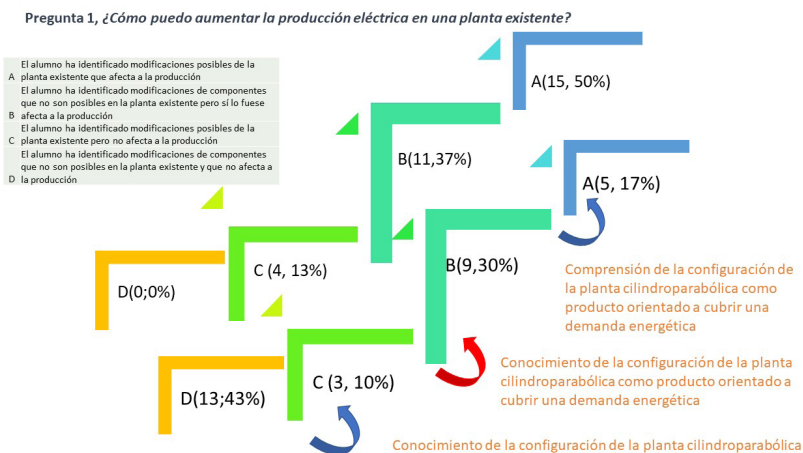 Pregunta 1, ¿Cómo puedo aumentar la producción eléctrica en una planta existente?
El alumno ha identificado modificaciones posibles de la
A planta existente que afecta a la producción
El alumno ha identificado modificaciones de componentes
que no son posibles en la planta existente pero sí lo fuese
B afecta a la producción
El alumno ha identificado modificaciones posibles de la
C planta existente pero no afecta a la producción
El alumno ha identificado modificaciones de componentes
que no son posibles en la planta existente y que no afecta a
D la producción
A(15, 50%)
B(11,37%)
C (4, 13%)
D(0;0%)
A(5, 17%)
B(9,30%)
C (3, 10%)
D(13;43%)
Comprensión de la configuración de
la planta cilindroparabólica como
producto orientado a cubrir una
demanda energética
Conocimiento de la configuración de la planta
cilindroparabólica como producto orientado a
cubrir una demanda energética
Conocimiento de la configuración de la planta cilindroparabólica